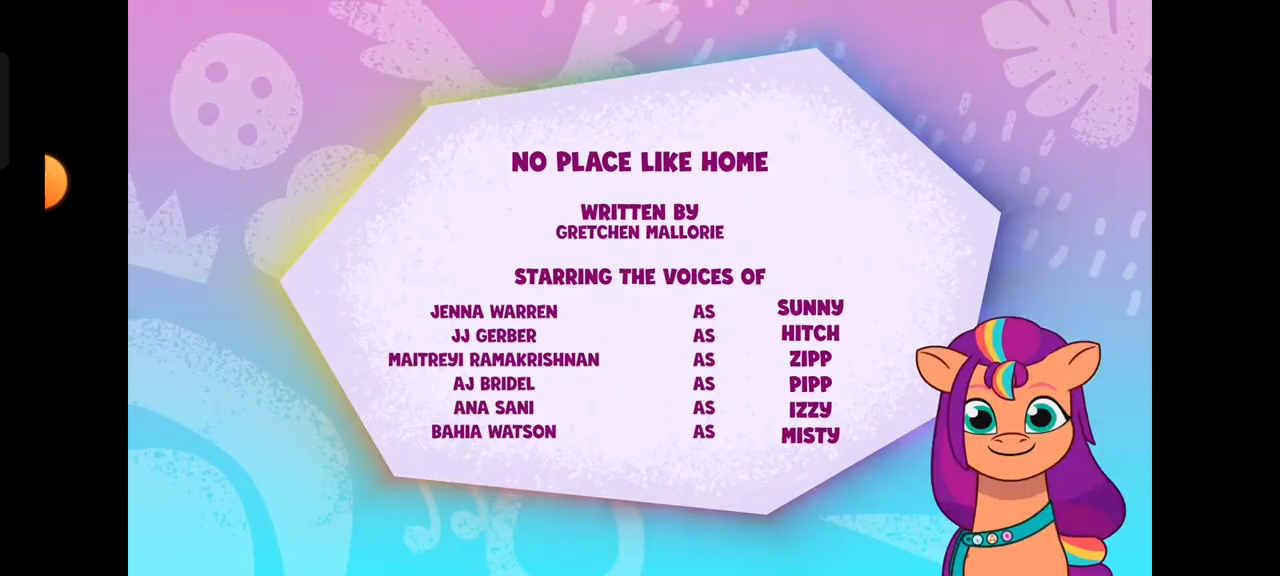 NO PLACE LIKE HOME
WRITTEN BY
GRETCHEN MALLORIE
STARRING THE VOICES OF
JENNA WARREN AS SUNNY
JJ GERBER AS HITCH
MAITREYI RAMAKRISHNAN AS ZIPP
AJ BRIDEL AS PIPP
ANA SANI AS IZZY
BAHIA WATSON AS MISTY